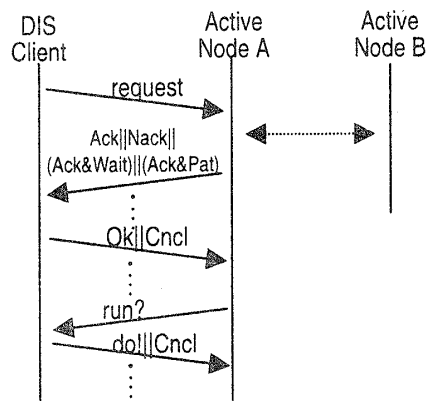 DIS
Client
Active
Node A
Active
Node B
request
Ack||Nack||
(Ack&Wait)||(Ack&Pat)
Ok||Cncl
run?
do!||Cncl